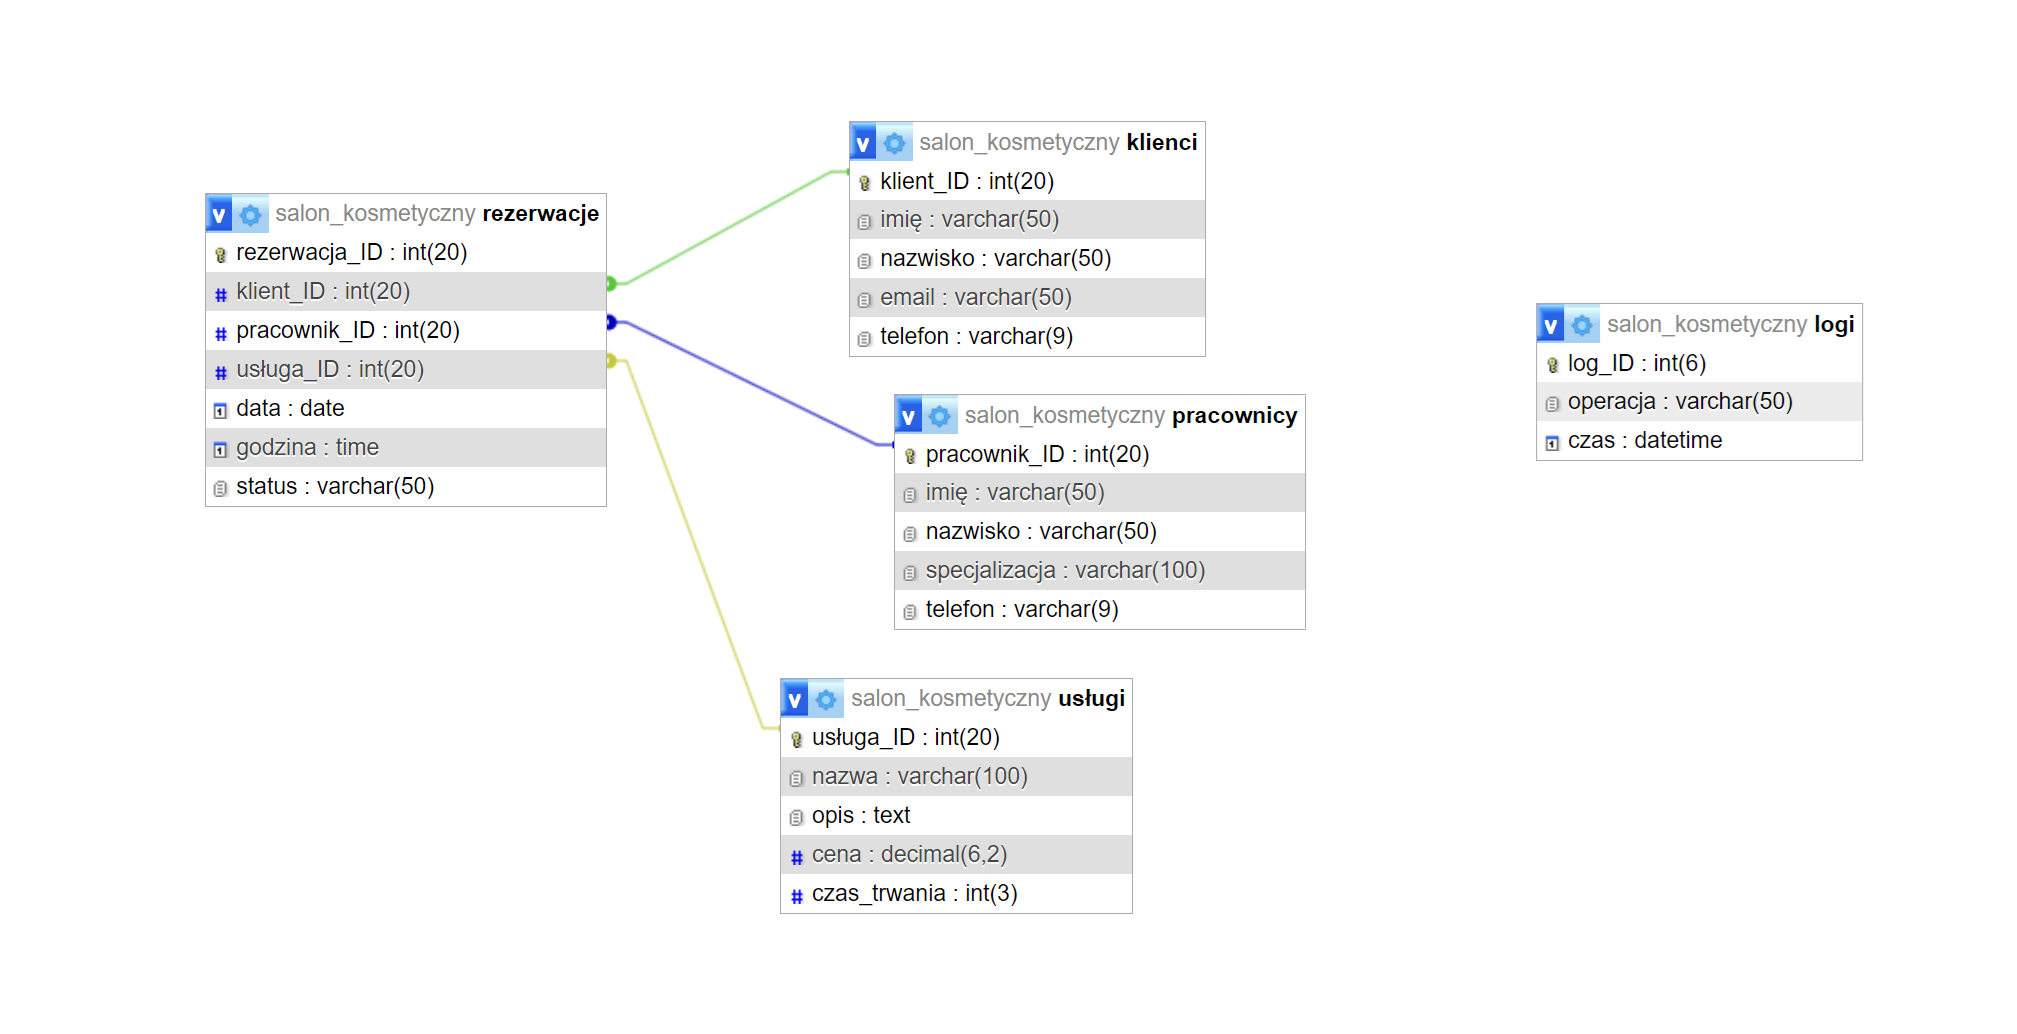 v salon_kosmetyczny rezerwacje
rezerwacja_ID : int(20)
# klient_ID : int(20)
# pracownik_ID : int(20)
# usługa_ID : int(20)
data : date
godzina : time
status : varchar(50)
v salon_kosmetyczny klienci
klient_ID : int(20)
imię : varchar(50)
nazwisko : varchar(50)
email : varchar(50)
telefon : varchar(9)
v salon_kosmetyczny pracownicy
pracownik_ID : int(20)
imię : varchar(50)
nazwisko : varchar(50)
specjalizacja : varchar(100)
telefon : varchar(9)
v salon_kosmetyczny usługi
usługa_ID : int(20)
nazwa : varchar(100)
opis : text
# cena : decimal(6,2)
# czas_trwania : int(3)
v salon_kosmetyczny logi
log_ID : int(6)
operacja : varchar(50)
czas : datetime